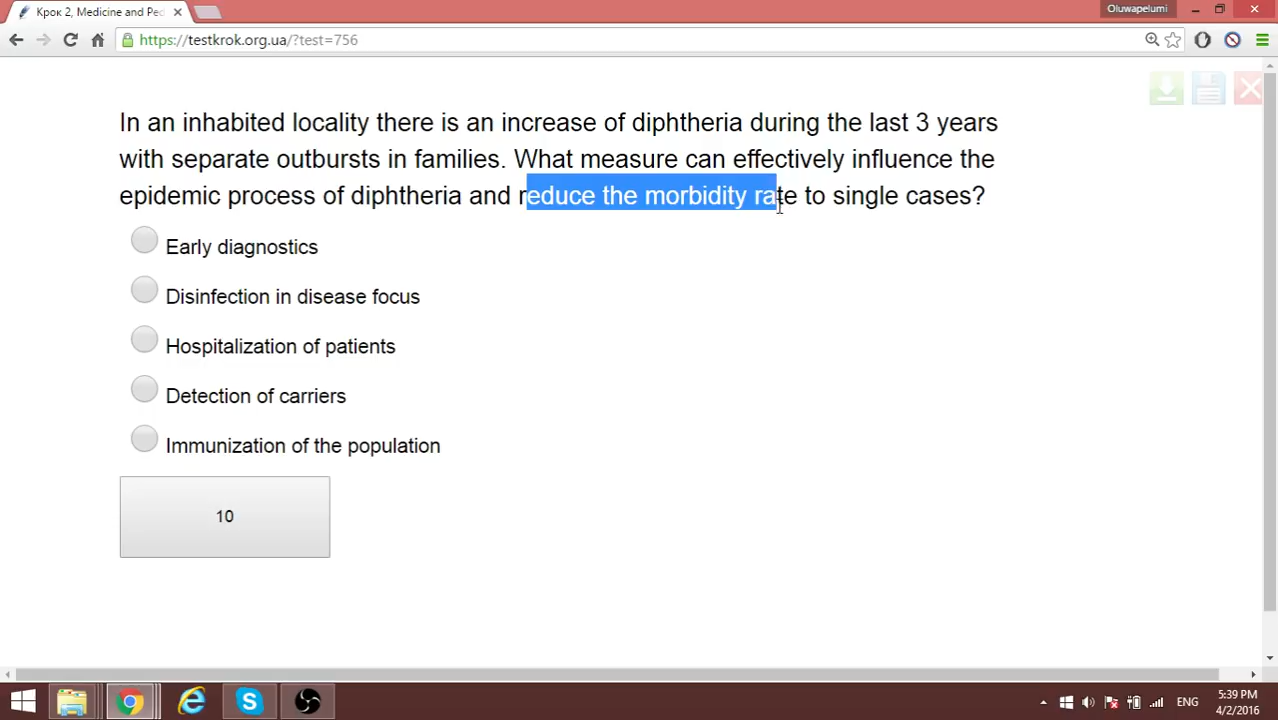 Крок 2, Medicine and Ped
Oluwapelumi
https://testkrok.org.ua/?test=756
In an inhabited locality there is an increase of diphtheria during the last 3 years
with separate outbursts in families. What measure can effectively influence the
epidemic process of diphtheria and reduce the morbidity rate to single cases?
Early diagnostics
Disinfection in disease focus
Hospitalization of patients
Detection of carriers
Immunization of the population
10
ENG
5:39 PM
4/2/2016